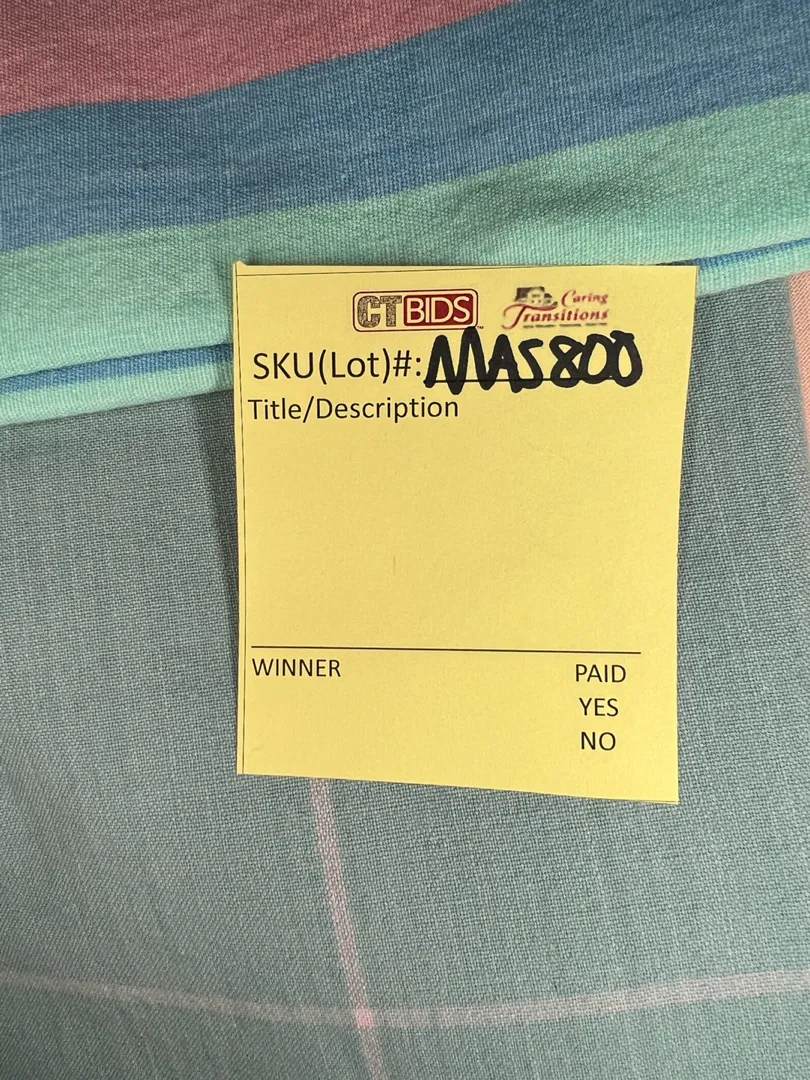 CTBIDS
Caring
Transitions
SKU(Lot)#: MAS800
Title/Description
WINNER
PAID
YES
NO